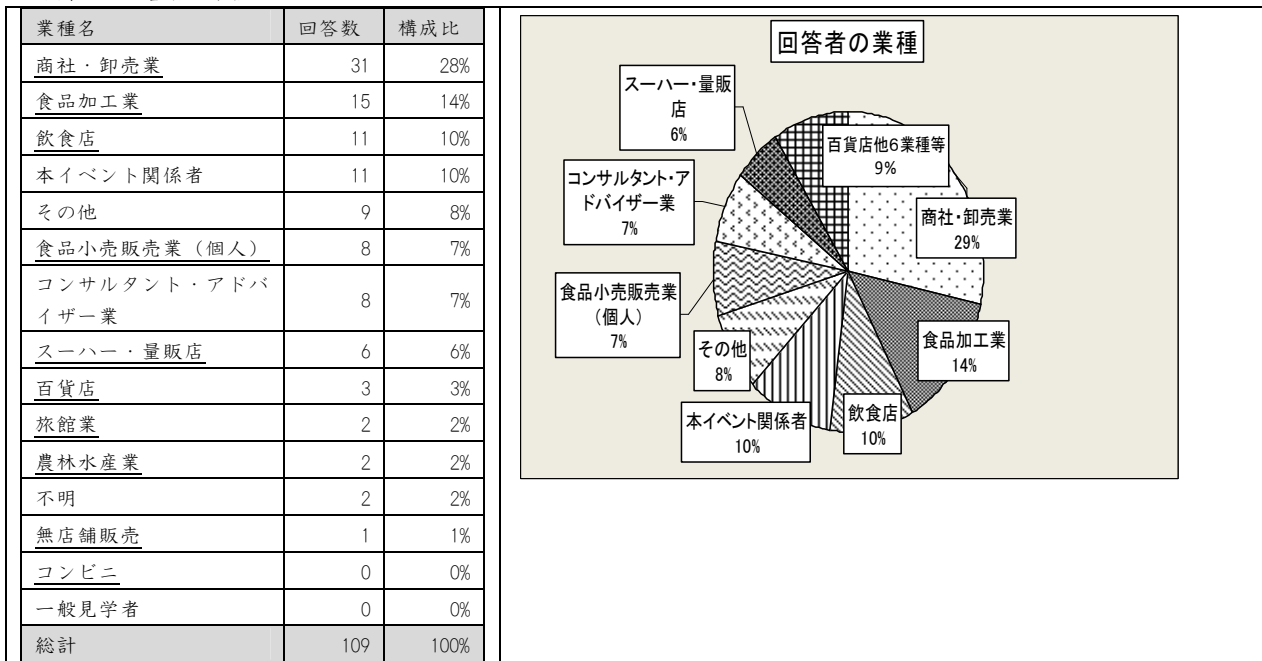 業種名 回答数 構成比
商社・卸売業 31 28%
食品加工業 15 14%
飲食店 11 10%
本イベント関係者 11 10%
その他 9 8%
食品小売販売業（個人） 8 7%
コンサルタント・アドバ
イザー業 8 7%
スーハー・量販店 6 6%
百貨店 3 3%
旅館業 2 2%
農林水産業 2 2%
不明 2 2%
無店舗販売 1 1%
コンビニ 0 0%
一般見学者 0 0%
総計 109 100%
回答者の業種
スーハー・量販
店
6%
百貨店他6業種等
9%
コンサルタント・ア
ドバイザー業
7%
商社・卸売業
29%
食品小売販売業
（個人）
7%
食品加工業
14%
その他
8%
飲食店
10%
本イベント関係者
10%